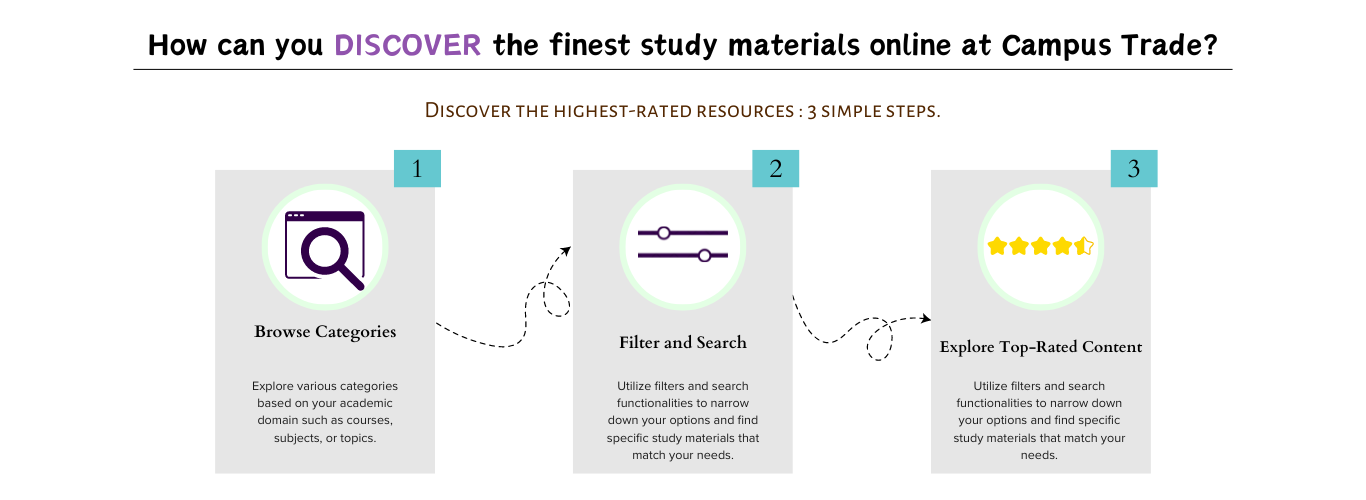 How can you DISCOVER the finest study materials online at Campus Trade?
Discover the highest-rated resources : 3 simple steps.
1
Browse Categories
Explore various categories
based on your academic
domain such as courses,
subjects, or topics.
2
Filter and Search
Utilize filters and search
functionalities to narrow
down your options and find
specific study materials that
match your needs.
3
Explore Top-Rated Content
Utilize filters and search
functionalities to narrow down
your options and find specific
study materials that match your
needs.